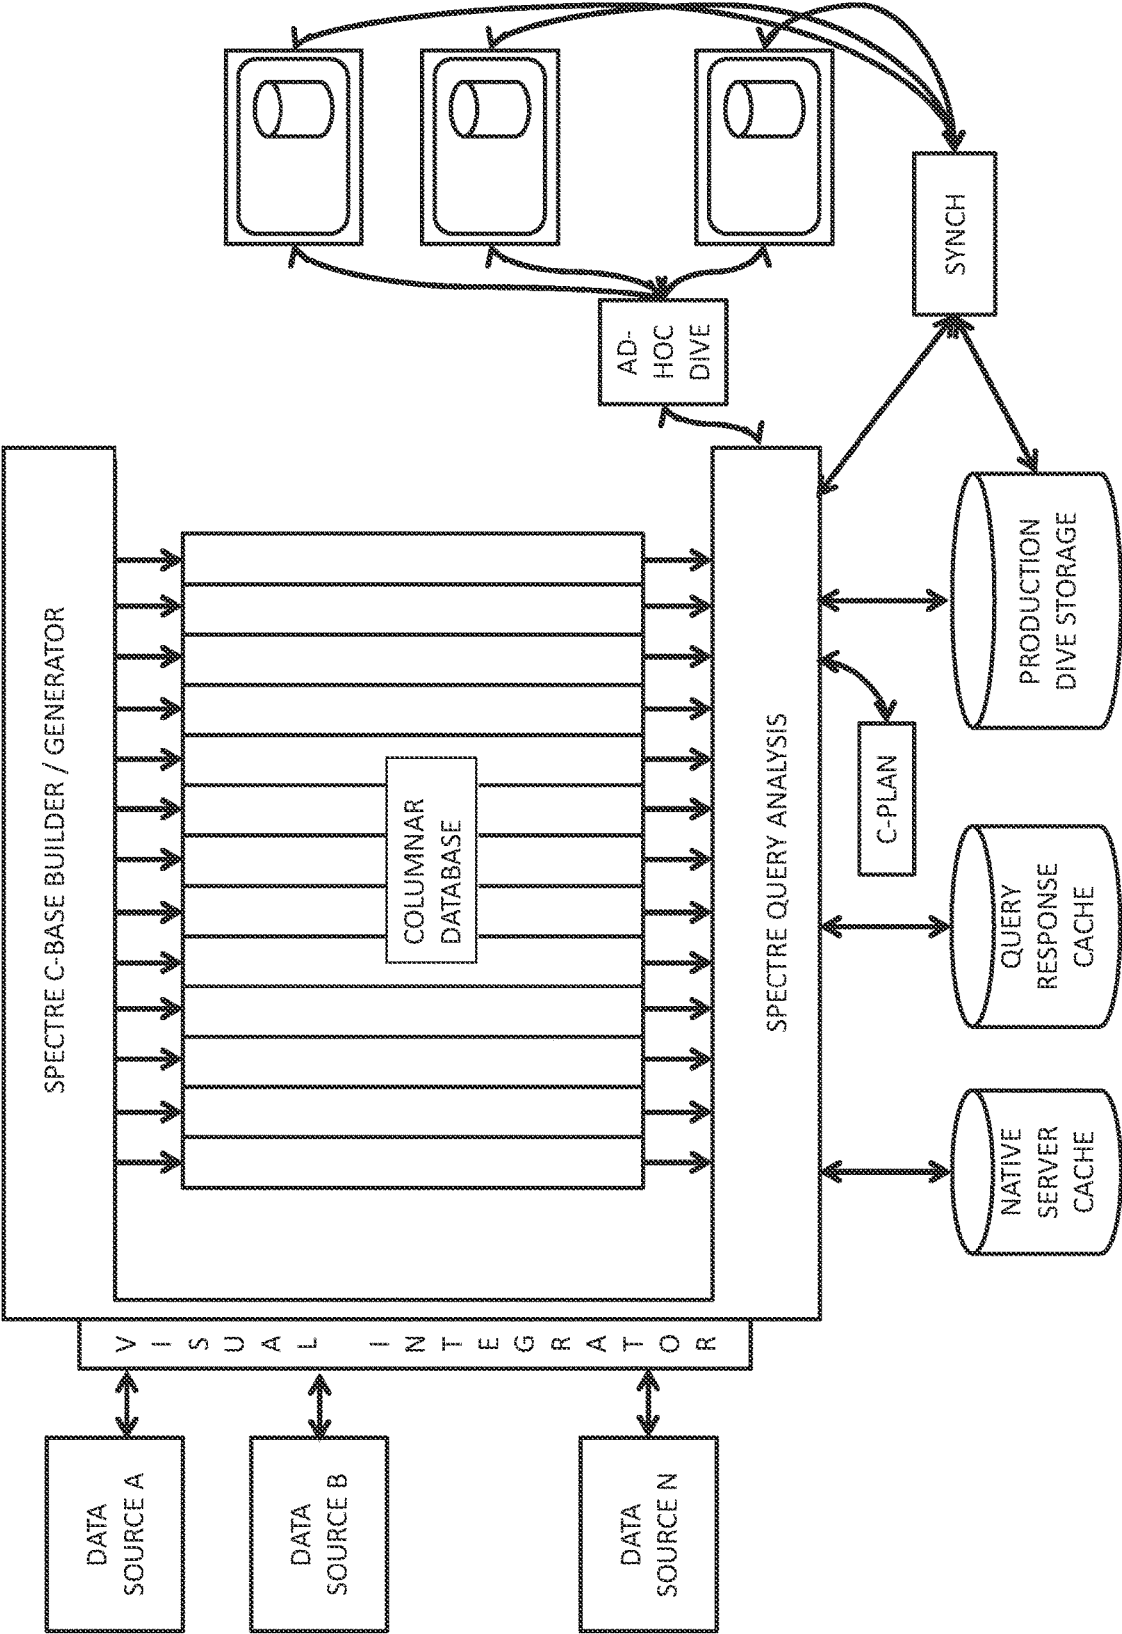 SPECTRE C-BASE BUILDER / GENERATOR
VISUAL INTEGRATOR
DATA
SOURCE A
DATA
SOURCE B
DATA
SOURCE N
COLUMNAR
DATABASE
SPECTRE QUERY ANALYSIS
AD-
HOC
DIVE
SYNCH
C-PLAN
NATIVE
SERVER
CACHE
QUERY
RESPONSE
CACHE
PRODUCTION
DIVE STORAGE